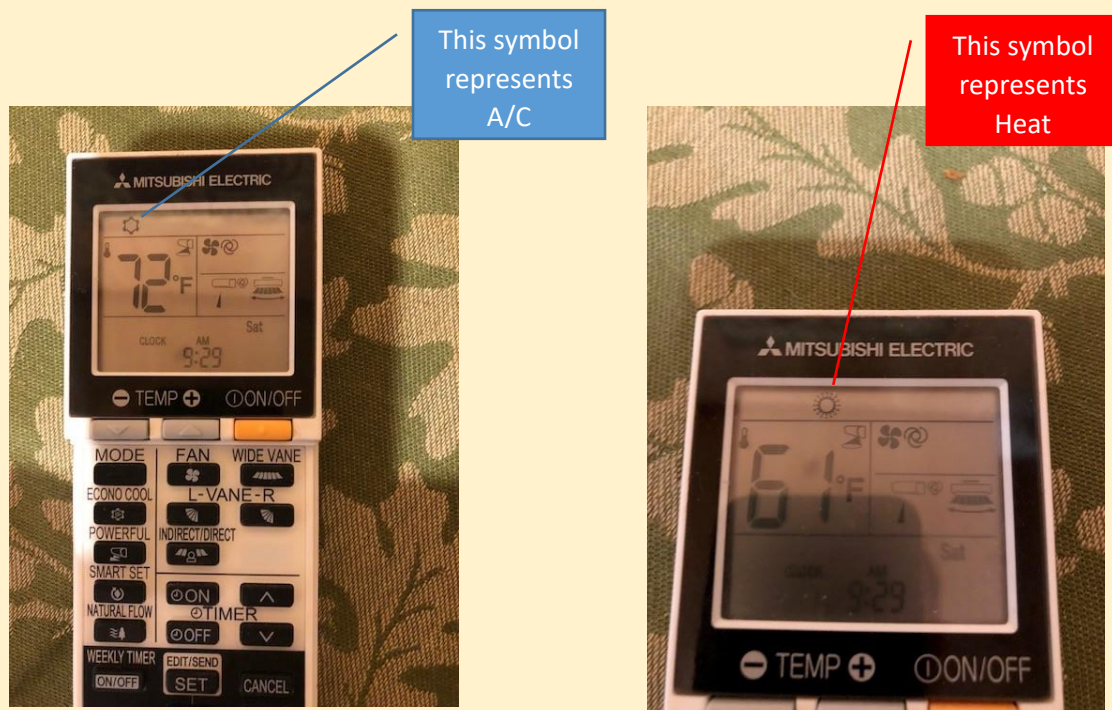 This symbol
represents
A/C
This symbol
represents
Heat
MITSUBISHI ELECTRIC
72°F
Sat
CLOCK AM
9:29
TEMP ON/OFF
MODE FAN WIDE VANE
ECONO COOL L-VANE-R
POWERFUL INDIRECT/DIRECT
SMART SET
ON
NATURAL FLOW TIMER
OFF
WEEKLY TIMER EDIT/SEND
ON/OFF SET CANCEL
MITSUBISHI ELECTRIC
61°F
Sat
CLOCK AM
9:29
TEMP ON/OFF